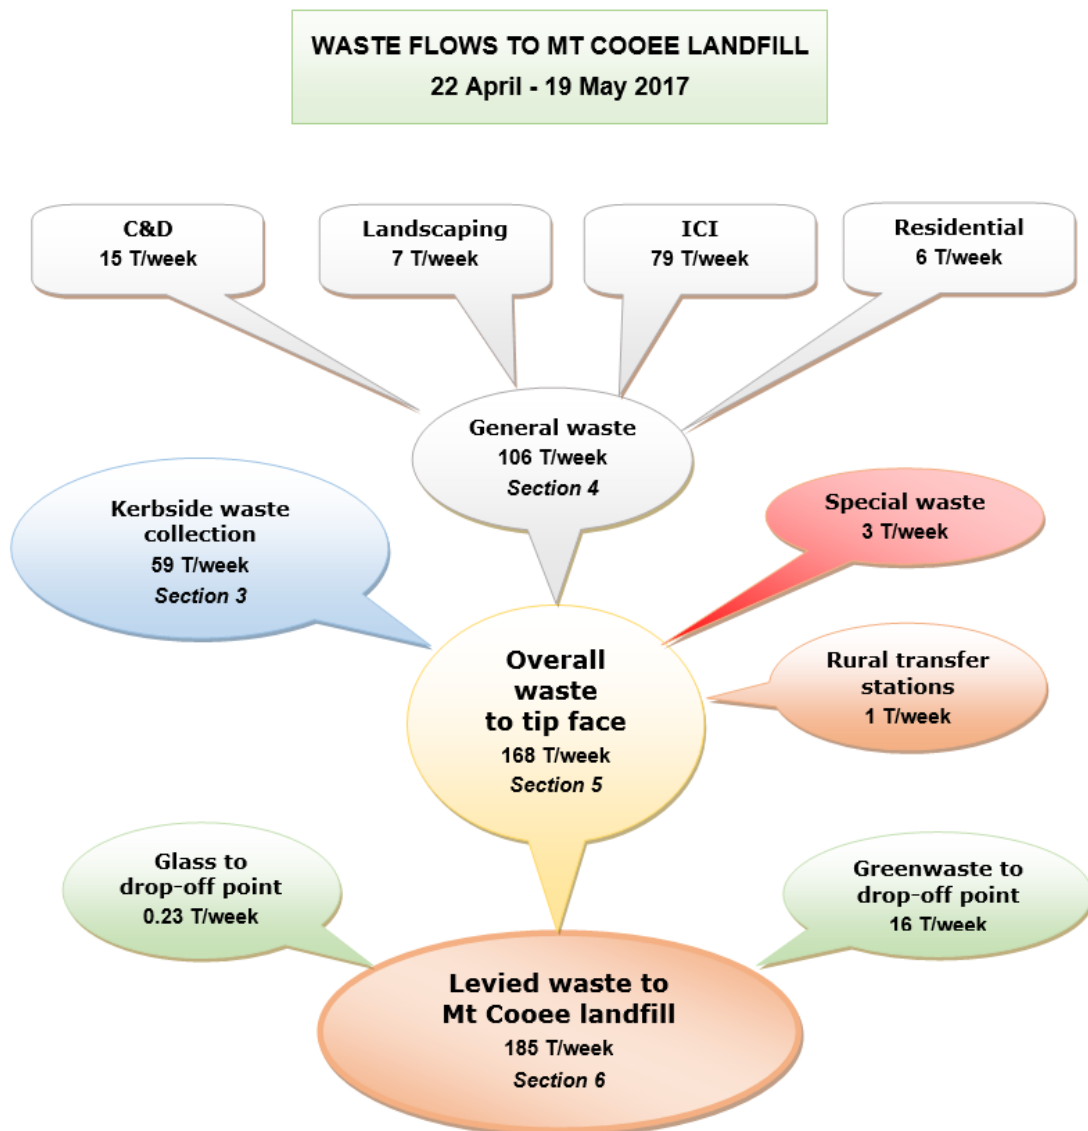 WASTE FLOWS TO MT COOEE LANDFILL
22 April - 19 May 2017
C&D
15 T/week
Landscaping
7 T/week
ICI
79 T/week
Residential
6 T/week
General waste
106 T/week
Section 4
Kerbside waste
collection
59 T/week
Section 3
Special waste
3 T/week
Overall
waste
to tip face
168 T/week
Section 5
Rural transfer
stations
1 T/week
Glass to
drop-off point
0.23 T/week
Greenwaste to
drop-off point
16 T/week
Levied waste to
Mt Cooee landfill
185 T/week
Section 6